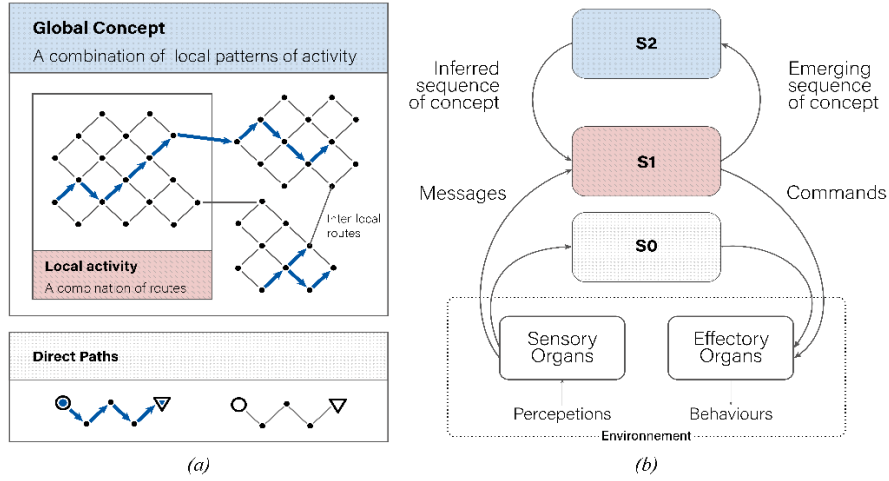 Global Concept
A combination of local patterns of activity
Inter local
routes
Local activity
A combination of routes
Direct Paths
(a)
S2
Inferred
sequence
of concept
Emerging
sequence
of concept
S1
Messages
Commands
S0
Sensory
Organs
Effectory
Organs
Percepetions
Behaviours
Environnement
(b)